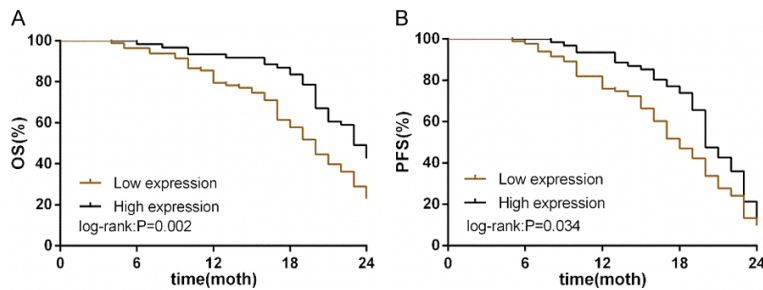 A
100
80
60
40
20
0
OS(%)
Low expression
High expression
log-rank:P=0.002
0 6 12 18 24
time(moth)
B
100
80
60
40
20
0
PFS(%)
Low expression
High expression
log-rank:P=0.034
0 6 12 18 24
time(moth)